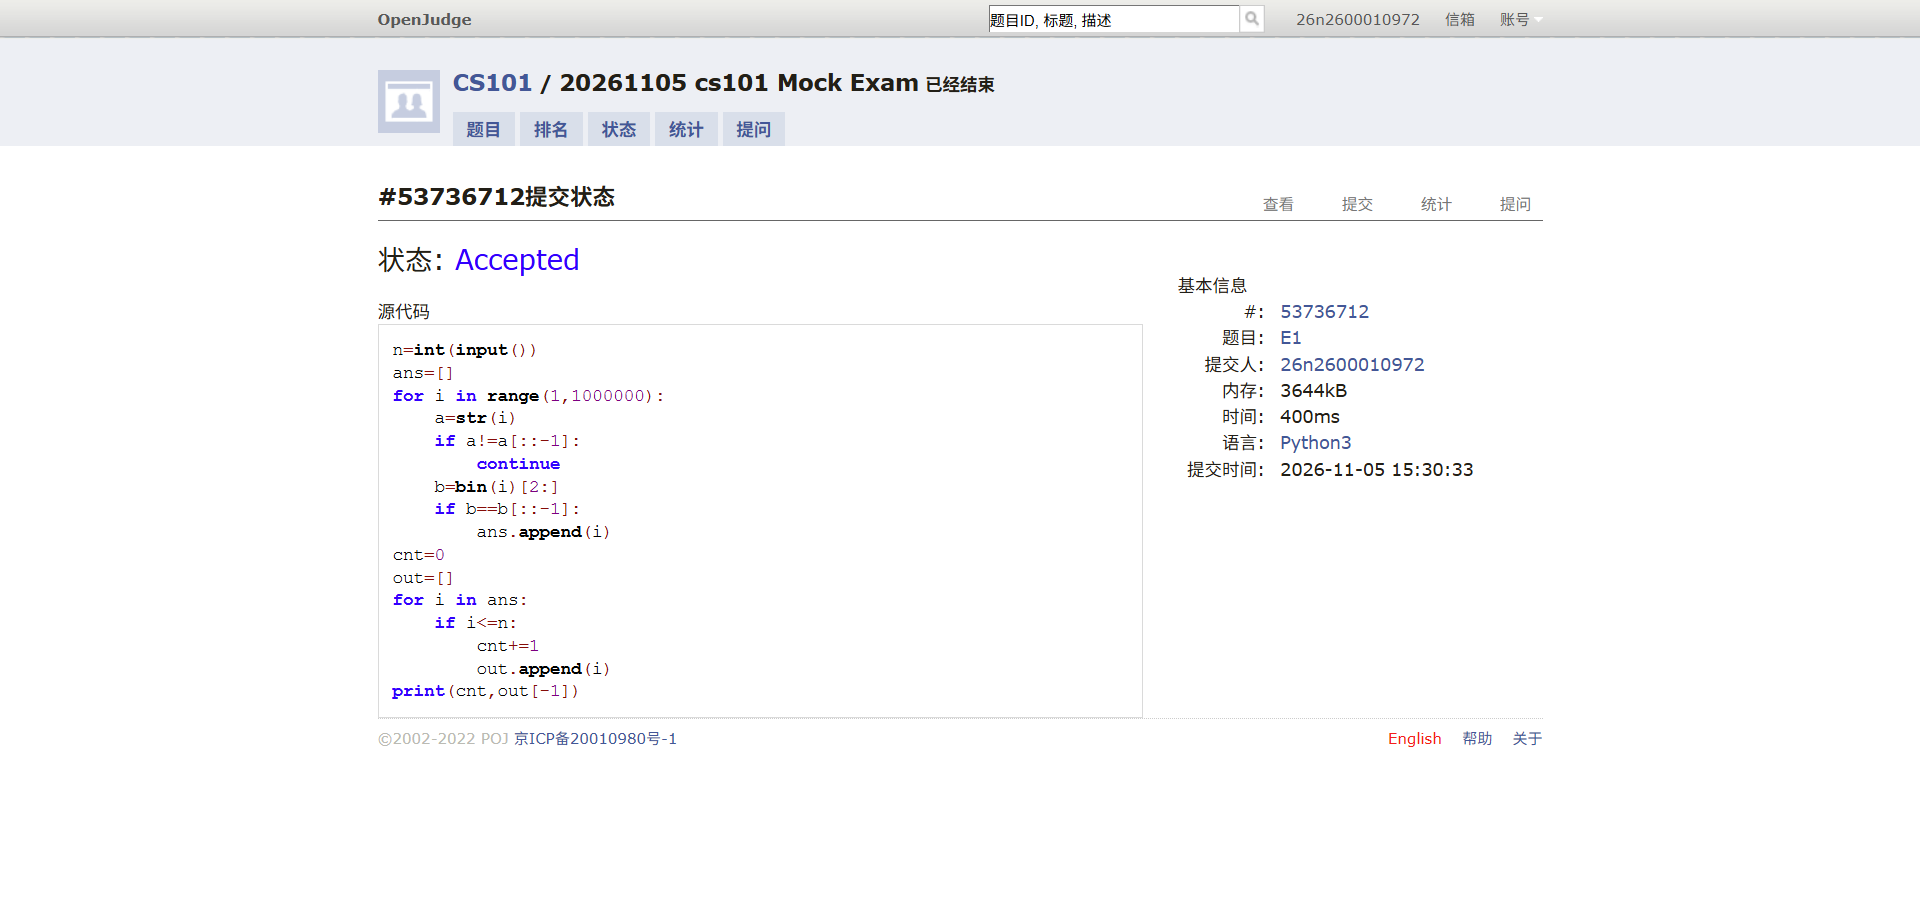 OpenJudge
题目ID, 标题, 描述
26n2600010972 信箱 账号
CS101 / 20261105 cs101 Mock Exam 已经结束
题目 排名 状态 统计 提问
#53736712提交状态
查看 提交 统计 提问
状态: Accepted
源代码
n=int(input())
ans=[]
for i in range(1,1000000):
    a=str(i)
    if a!=a[::-1]:
        continue
    b=bin(i)[2:]
    if b==b[::-1]:
        ans.append(i)
cnt=0
out=[]
for i in ans:
    if i<=n:
        cnt+=1
        out.append(i)
print(cnt,out[-1])
基本信息
#: 53736712
题目: E1
提交人: 26n2600010972
内存: 3644kB
时间: 400ms
语言: Python3
提交时间: 2026-11-05 15:30:33
©2002-2022 POJ 京ICP备20010980号-1
English 帮助 关于